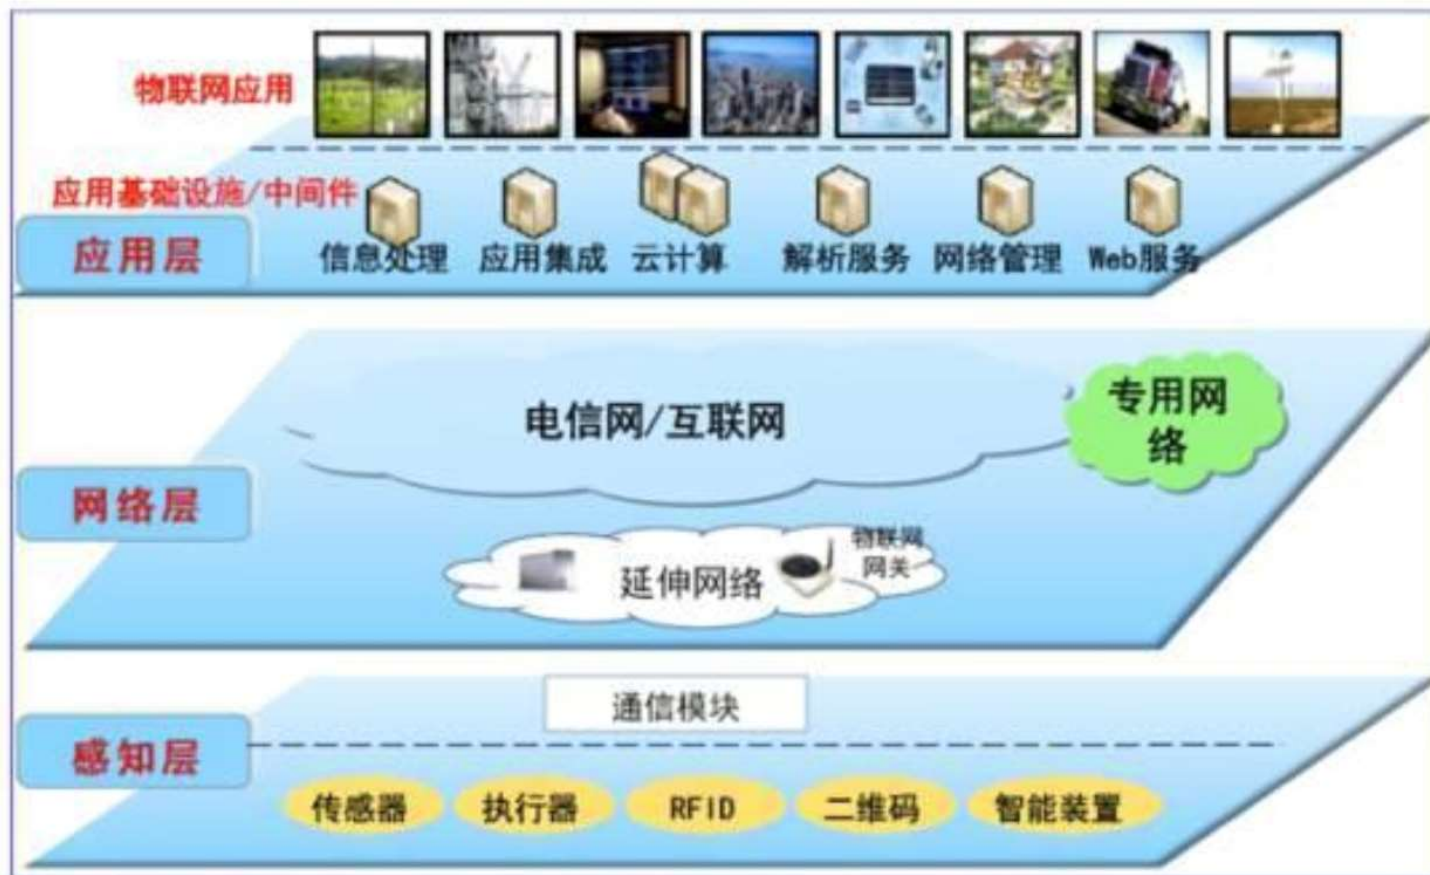 物联网应用
应用基础设施/中间件
应用层
信息处理
应用集成
云计算
解析服务
网络管理
Web服务
电信网/互联网
专用网
络
网络层
延伸网络
物联网
网关
通信模块
感知层
传感器
执行器
RFID
二维码
智能装置